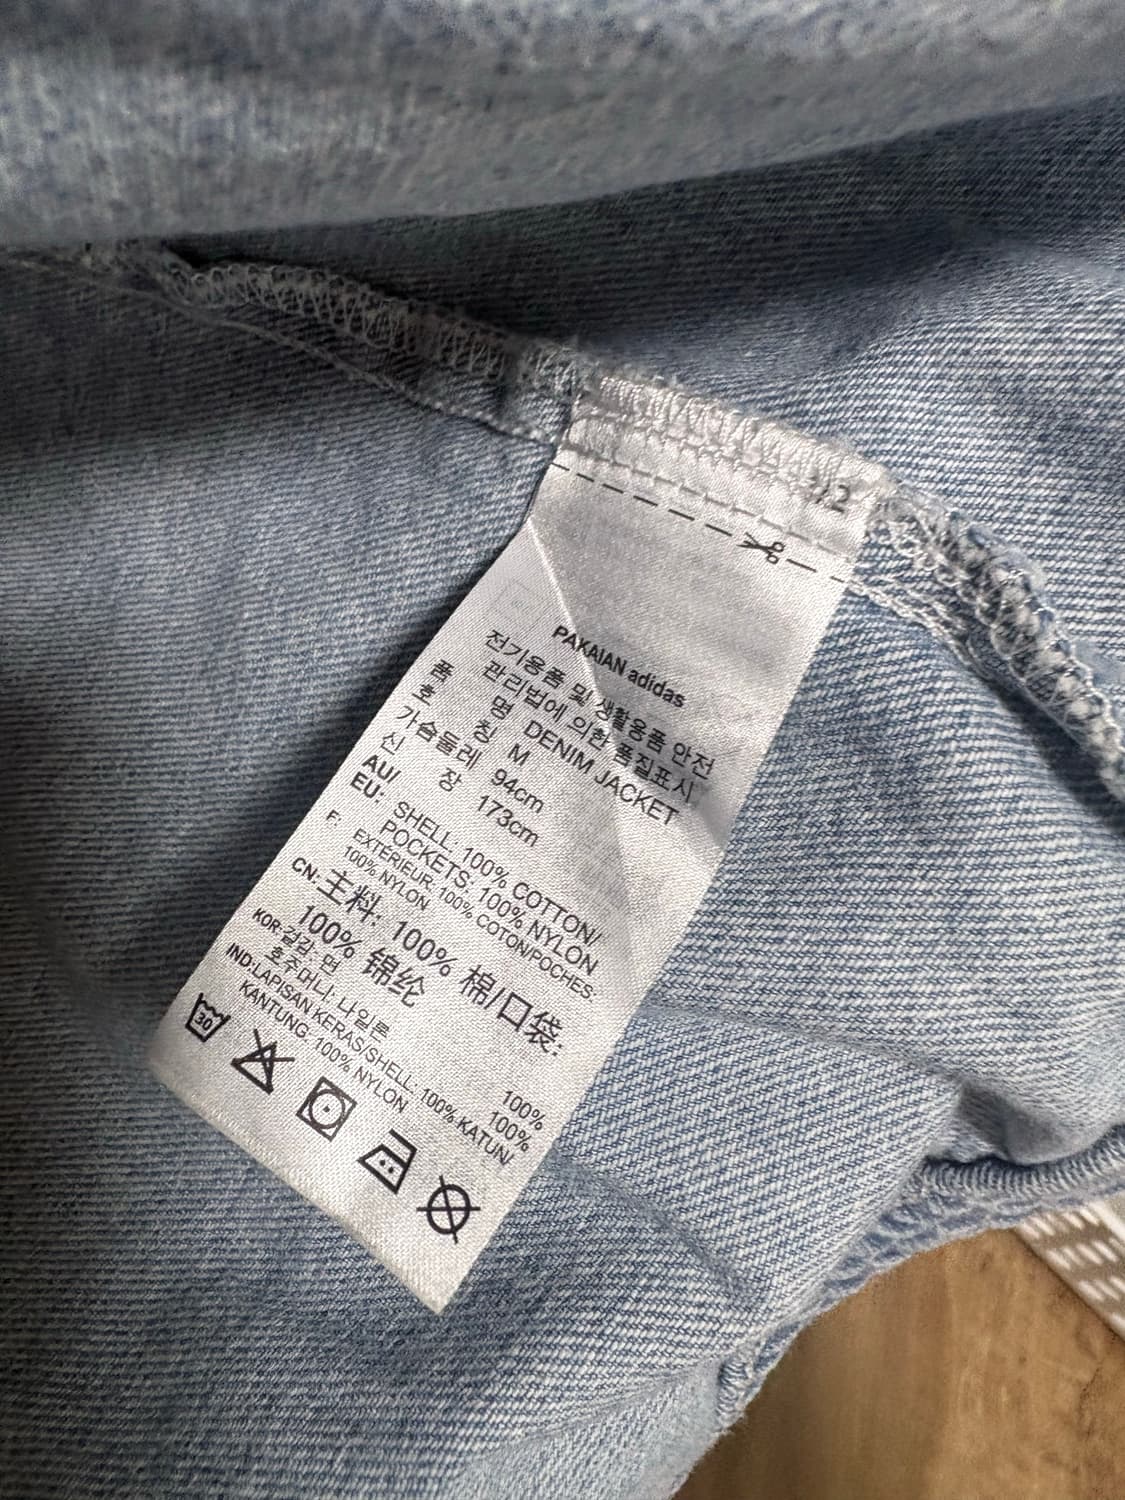 1/2
PAKAIAN adidas
전기용품 및 생활용품 안전
관리법에 의한 품질표시
품 명 DENIM JACKET
호 칭 M
가슴둘레 94cm
신 장 173cm
AU/
EU: SHELL: 100% COTTON/
POCKETS: 100% NYLON
F: EXTÉRIEUR: 100% COTON/POCHES:
100% NYLON
CN: 主料: 100% 棉/口袋:
100% 锦纶
KOR: 겉감: 면 100%
호주머니: 나일론 100%
IND: LAPISAN KERAS/SHELL: 100% KATUN/
KANTUNG: 100% NYLON
30